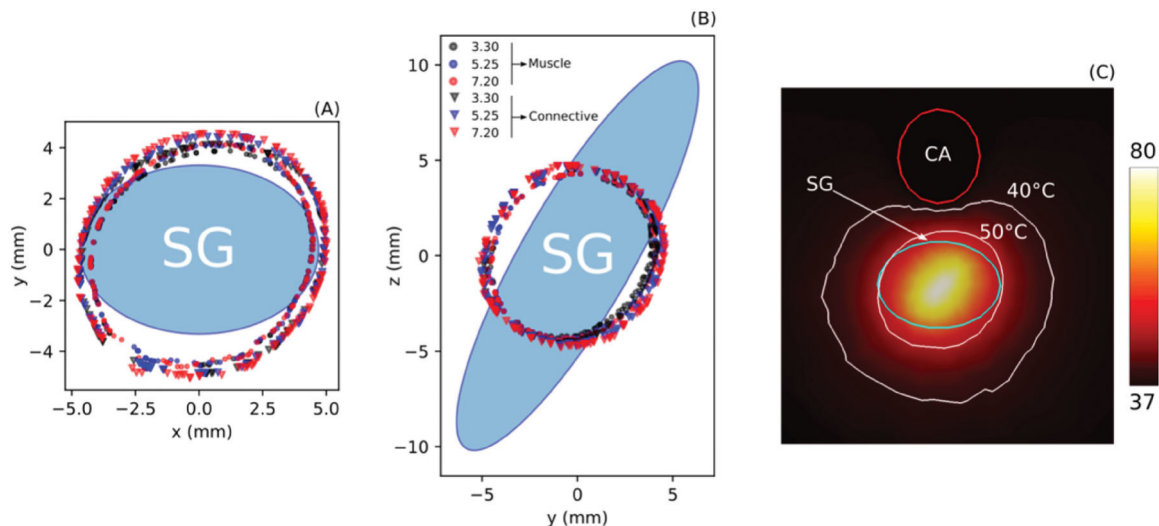 (A)
4
2
0
−2
−4
y (mm)
SG
−5.0 −2.5 0.0 2.5 5.0
x (mm)
(B)
3.30
5.25 Muscle
7.20
3.30
5.25 Connective
7.20
10
5
0
−5
−10
z (mm)
SG
−5 0 5
y (mm)
(C)
CA
SG
40°C
50°C
80
37